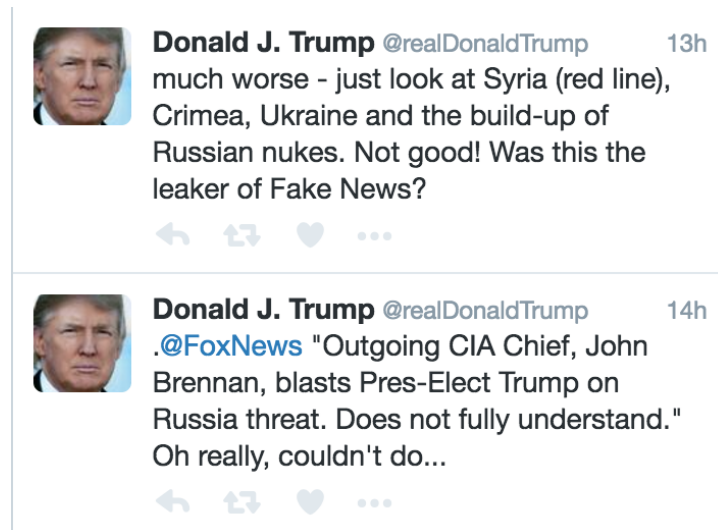 Donald J. Trump @realDonaldTrump 13h
much worse - just look at Syria (red line),
Crimea, Ukraine and the build-up of
Russian nukes. Not good! Was this the
leaker of Fake News?
Donald J. Trump @realDonaldTrump 14h
.@FoxNews "Outgoing CIA Chief, John
Brennan, blasts Pres-Elect Trump on
Russia threat. Does not fully understand."
Oh really, couldn't do...